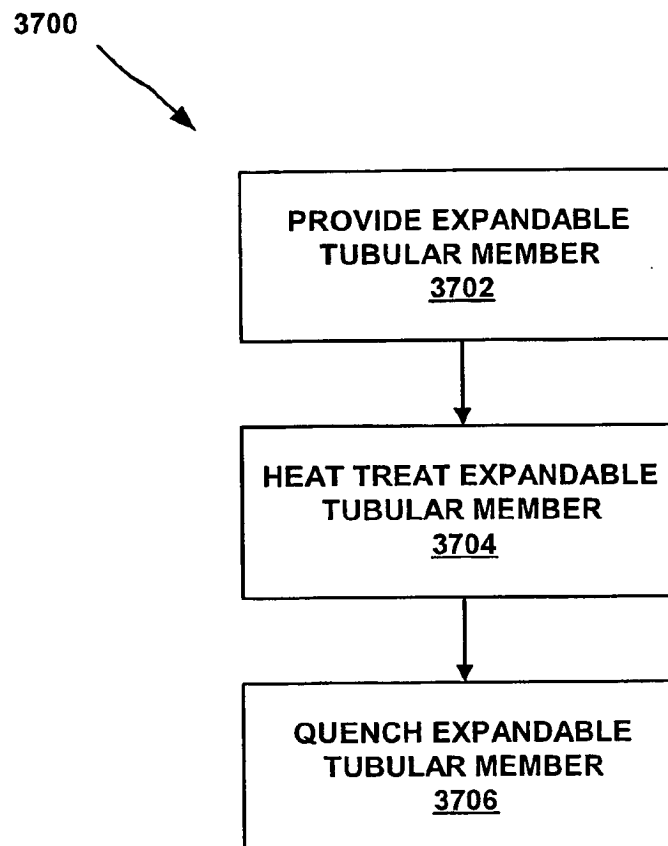 3700
PROVIDE EXPANDABLE
TUBULAR MEMBER
3702
HEAT TREAT EXPANDABLE
TUBULAR MEMBER
3704
QUENCH EXPANDABLE
TUBULAR MEMBER
3706